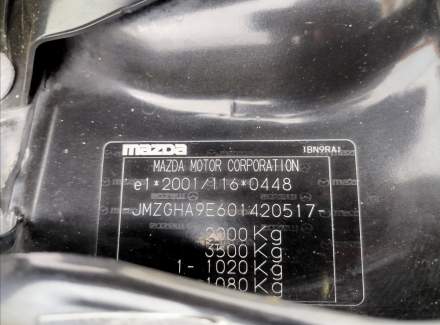 mazda
1BN9RA1
MAZDA MOTOR CORPORATION
e1*2001/116*0448
JMZGHA9E601420517-
2000 Kg
3500 Kg
1- 1020 Kg
1080 Kg